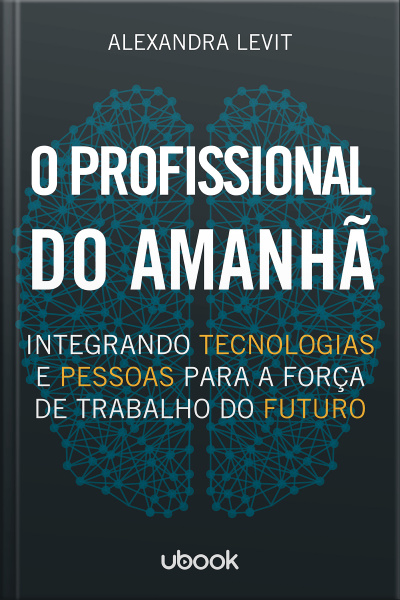 ALEXANDRA LEVIT
O PROFISSIONAL
DO AMANHÃ
INTEGRANDO TECNOLOGIAS
E PESSOAS PARA A FORÇA
DE TRABALHO DO FUTURO
ubook